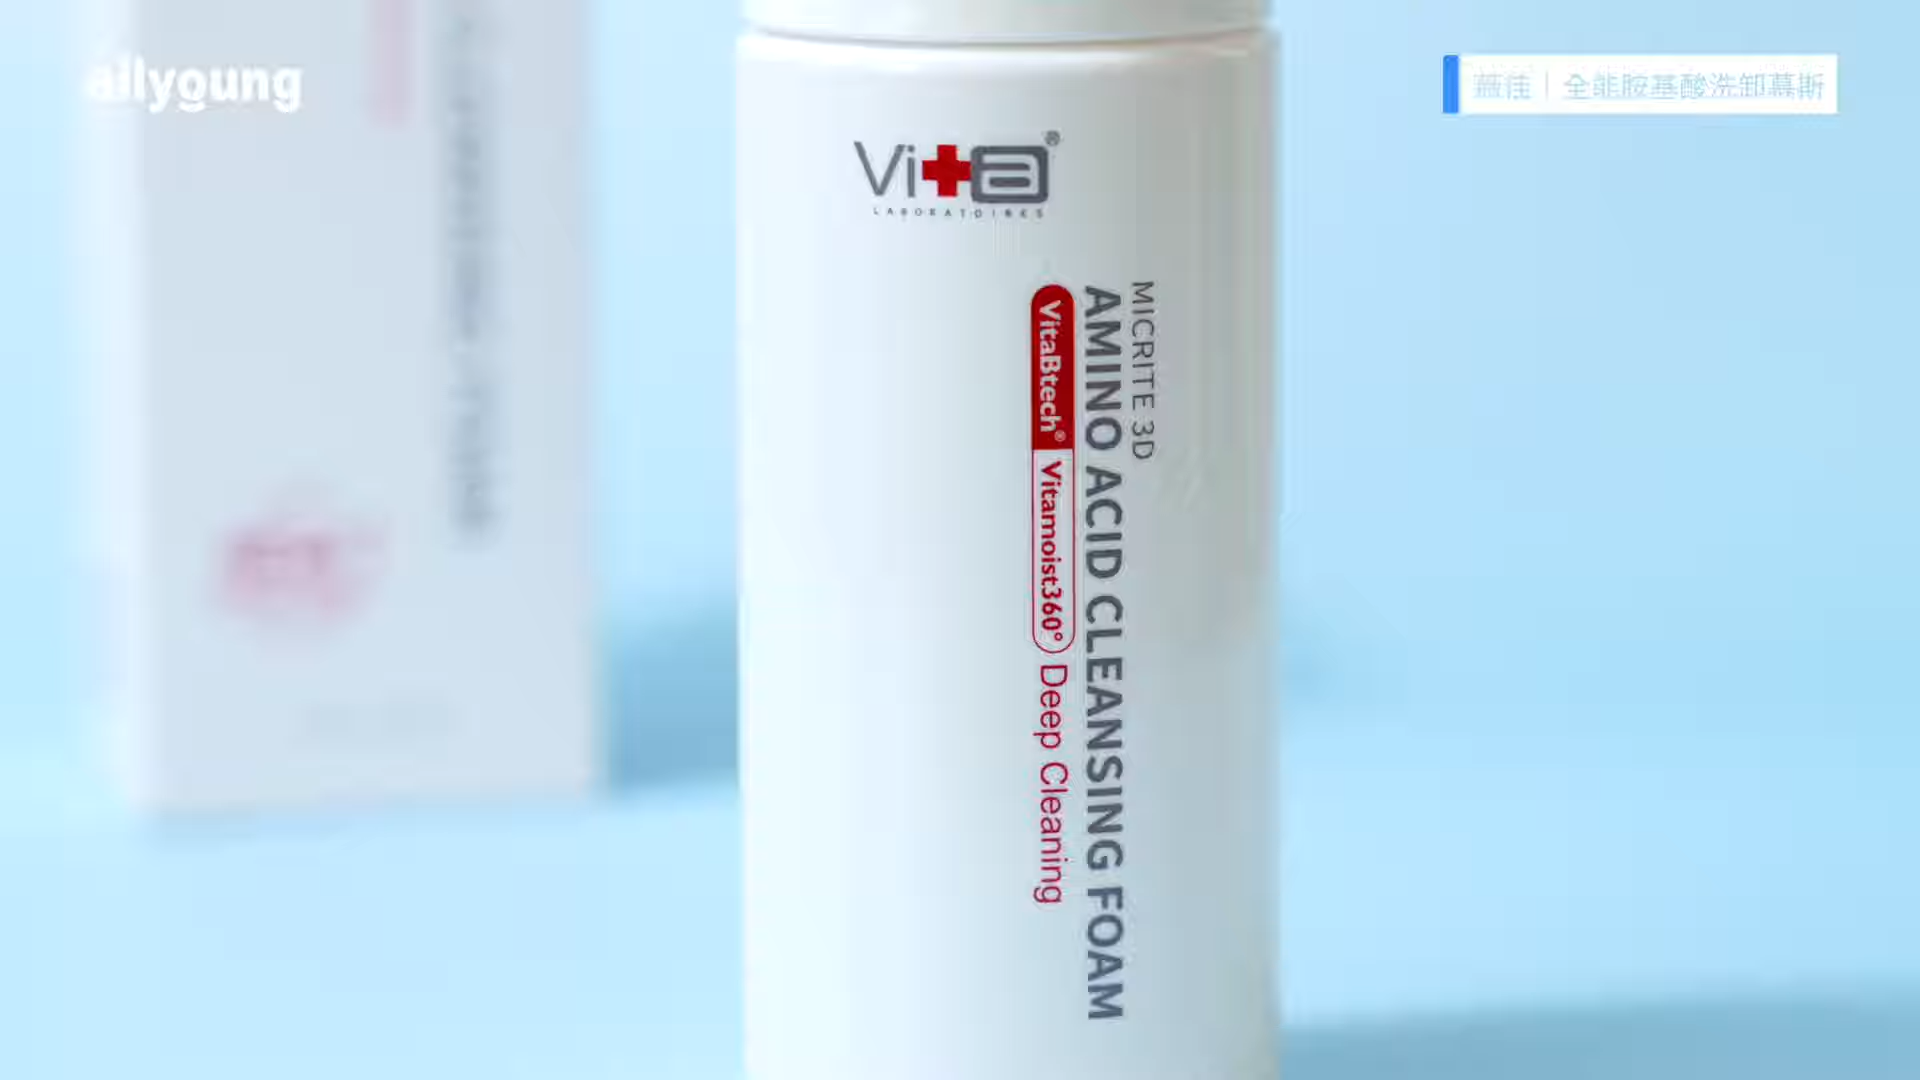 allyoung
薇佳｜全能胺基酸洗卸慕斯
Vita®
LABORATOIRES
MICRITE 3D
AMINO ACID CLEANSING FOAM
VitaBtech® Vitamoist360° Deep Cleaning